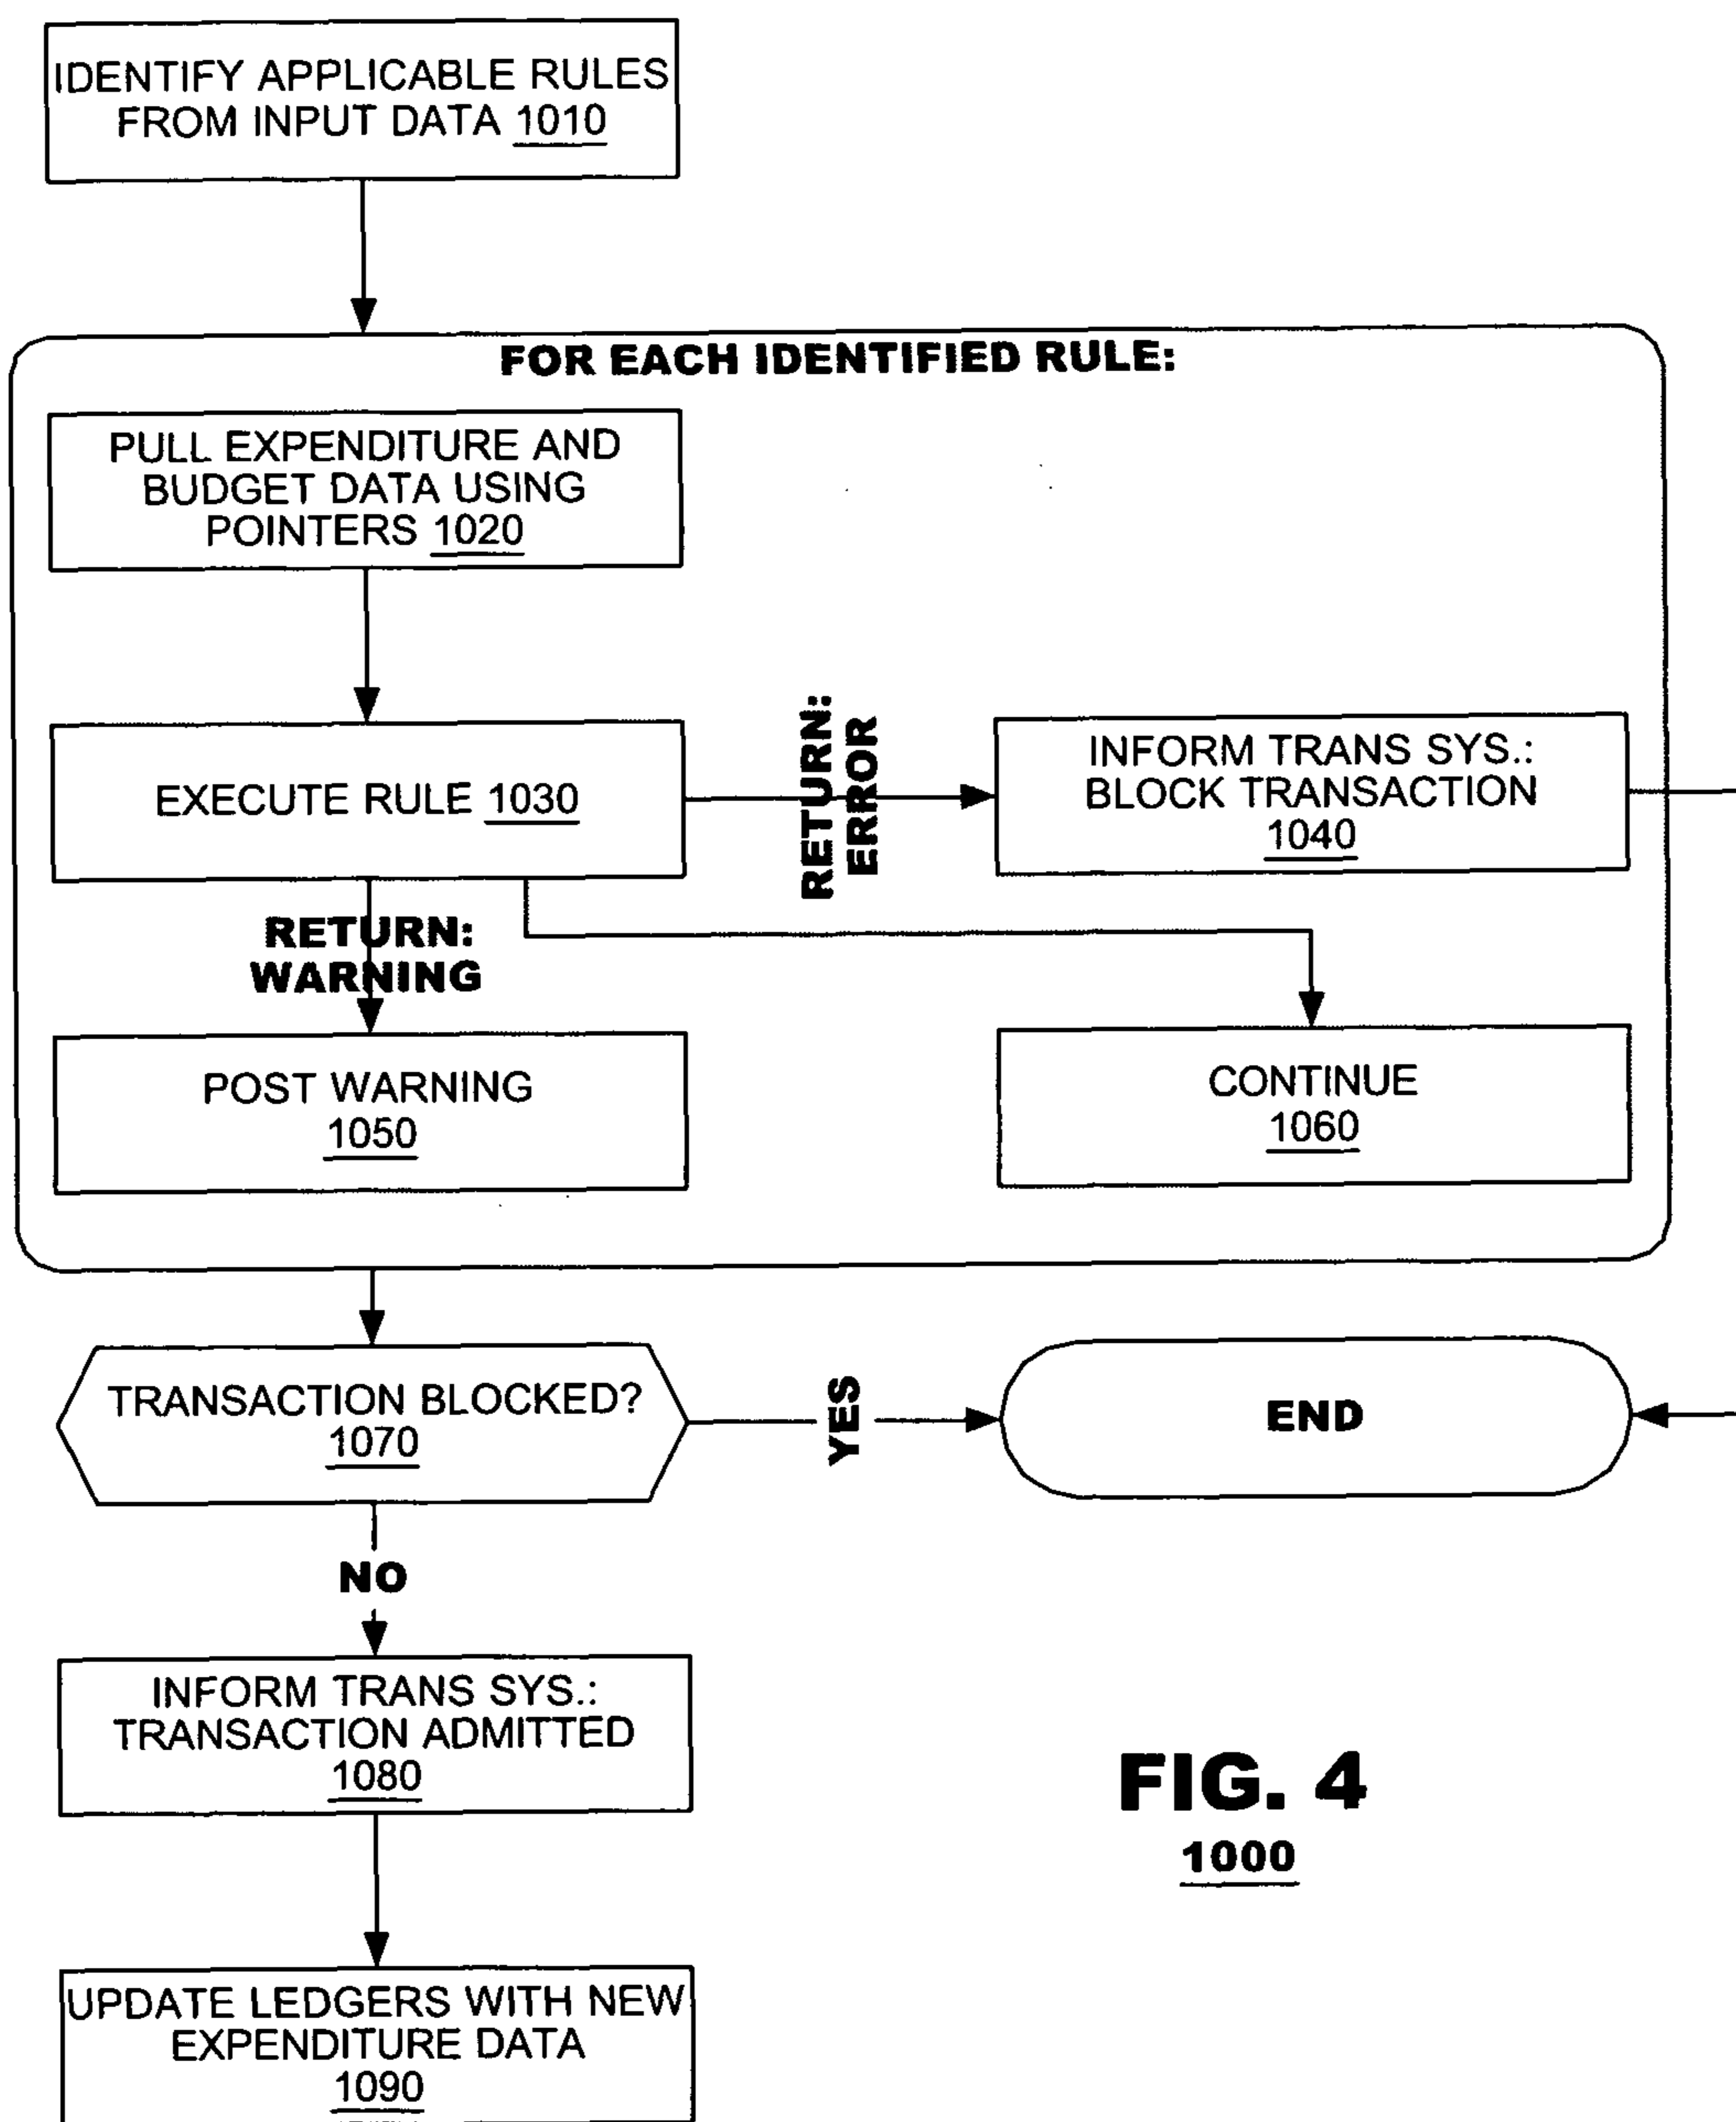 IDENTIFY APPLICABLE RULES
FROM INPUT DATA 1010
FOR EACH IDENTIFIED RULE:
PULL EXPENDITURE AND
BUDGET DATA USING
POINTERS 1020
EXECUTE RULE 1030
RETURN:
ERROR
INFORM TRANS SYS.:
BLOCK TRANSACTION
1040
RETURN:
WARNING
POST WARNING
1050
CONTINUE
1060
TRANSACTION BLOCKED?
1070
YES
END
NO
INFORM TRANS SYS.:
TRANSACTION ADMITTED
1080
FIG. 4
1000
UPDATE LEDGERS WITH NEW
EXPENDITURE DATA
1090